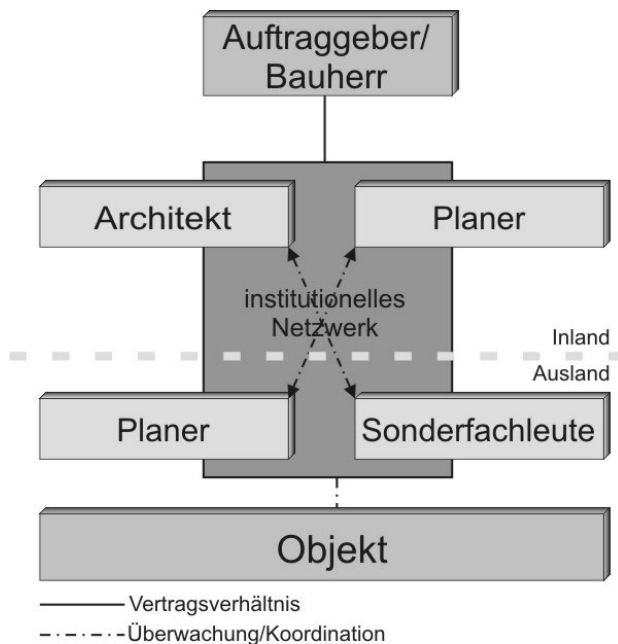 Auftraggeber/
Bauherr
Architekt
Planer
institutionelles
Netzwerk
Inland
Ausland
Planer
Sonderfachleute
Objekt
Vertragsverhältnis
Überwachung/Koordination